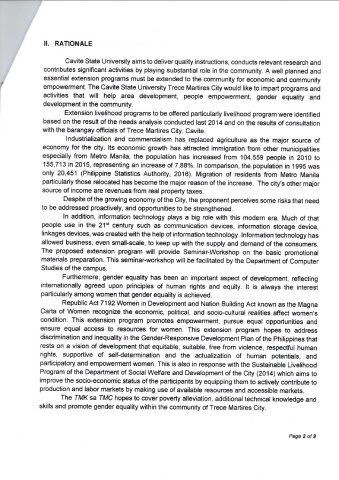 II. RATIONALE
Cavite State University aims to deliver quality instructions, conducts relevant research and
contributes significant activities by playing substantial role in the community. A well planned and
essential extension programs must be extended to the community for economic and community
empowerment. The Cavite State University Trece Martires City would like to impart programs and
activities that will help area development, people empowerment, gender equality and
development in the community.
Extension livelihood programs to be offered particularly livelihood program were identified
based on the result of the needs analysis conducted last 2014 and on the results of consultation
with the barangay officials of Trece Martires City, Cavite.
Industrialization and commercialism has replaced agriculture as the major source of
economy for the city. Its economic growth has attracted immigration from other municipalities
especially from Metro Manila, the population has increased from 104,559 people in 2010 to
155,713 in 2015, representing an increase of 7.88%. In comparison, the population in 1995 was
only 20,451 (Philippine Statistics Authority, 2016). Migration of residents from Metro Manila
particularly those relocated has become the major reason of the increase. The city's other major
source of income are revenues from real property taxes.
Despite of the growing economy of the City, the proponent perceives some risks that need
to be addressed proactively, and opportunities to be strengthened.
In addition, information technology plays a big role with this modern era. Much of that
people use in the 21st century such as communication devices, information storage device,
linkages devices, was created with the help of information technology. Information technology has
allowed business, even small-scale, to keep up with the supply and demand of the consumers.
The proposed extension program will provide Seminar-Workshop on the basic promotional
materials preparation. This seminar-workshop will be facilitated by the Department of Computer
Studies of the campus.
Furthermore, gender equality has been an important aspect of development, reflecting
internationally agreed upon principles of human rights and equity. It is always the interest
particularly among women that gender equality is achieved.
Republic Act 7192 Women in Development and Nation Building Act known as the Magna
Carta of Women recognize the economic, political, and socio-cultural realities affect women's
condition. This extension program promotes empowerment, pursue equal opportunities and
ensure equal access to resources for women. This extension program hopes to address
discrimination and inequality in the Gender-Responsive Development Plan of the Philippines that
rests on a vision of development that equitable, suitable, free from violence, respectful human
rights, supportive of self-determination and the actualization of human potentials, and
participatory and empowerment women. This is also in response with the Sustainable Livelihood
Program of the Department of Social Welfare and Development of the City (2014) which aims to
improve the socio-economic status of the participants by equipping them to actively contribute to
production and labor markets by making use of available resources and accessible markets.
The TMK sa TMC hopes to cover poverty alleviation, additional technical knowledge and
skills and promote gender equality within the community of Trece Martires City.
Page 2 of 9